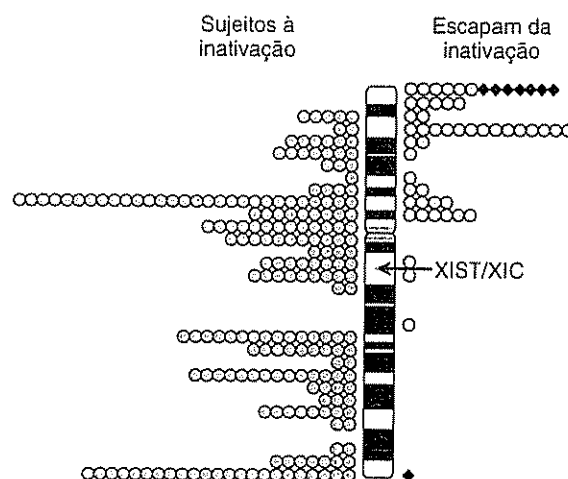 Sujeitos à
inativação
Escapam da
inativação
XIST/XIC